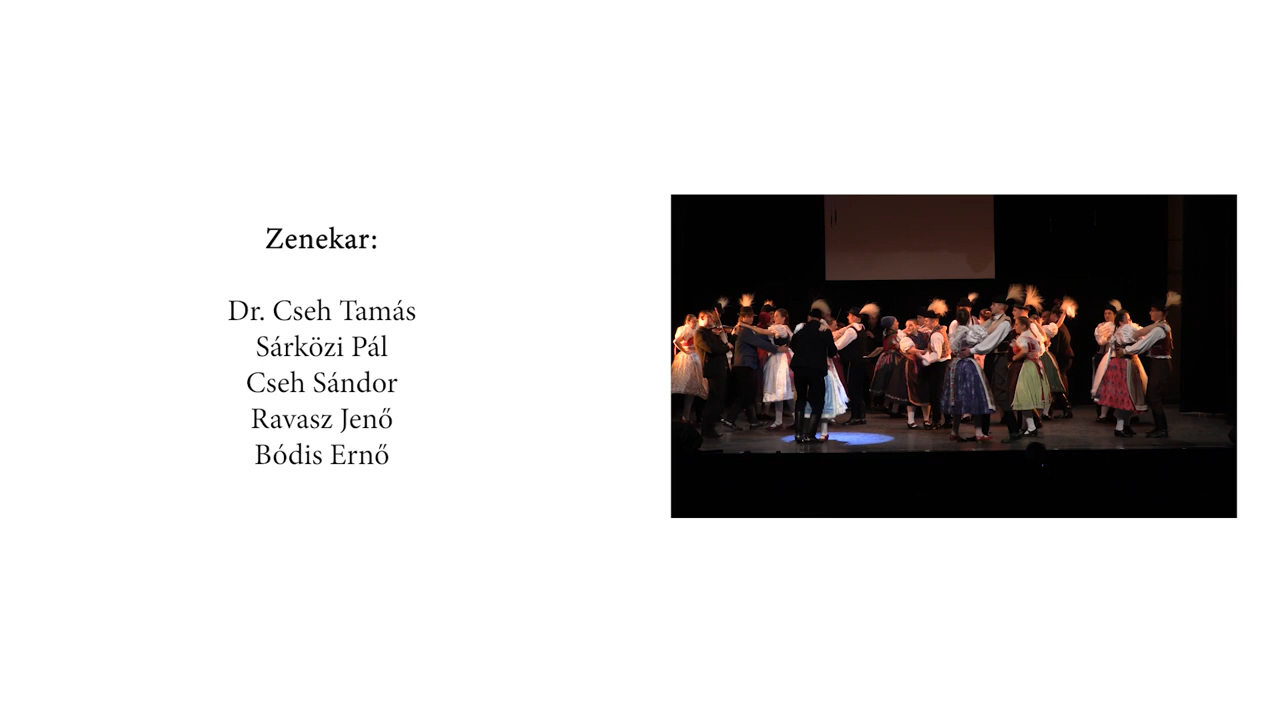 Zenekar:
Dr. Cseh Tamás
Sárközi Pál
Cseh Sándor
Ravasz Jenő
Bódis Ernő